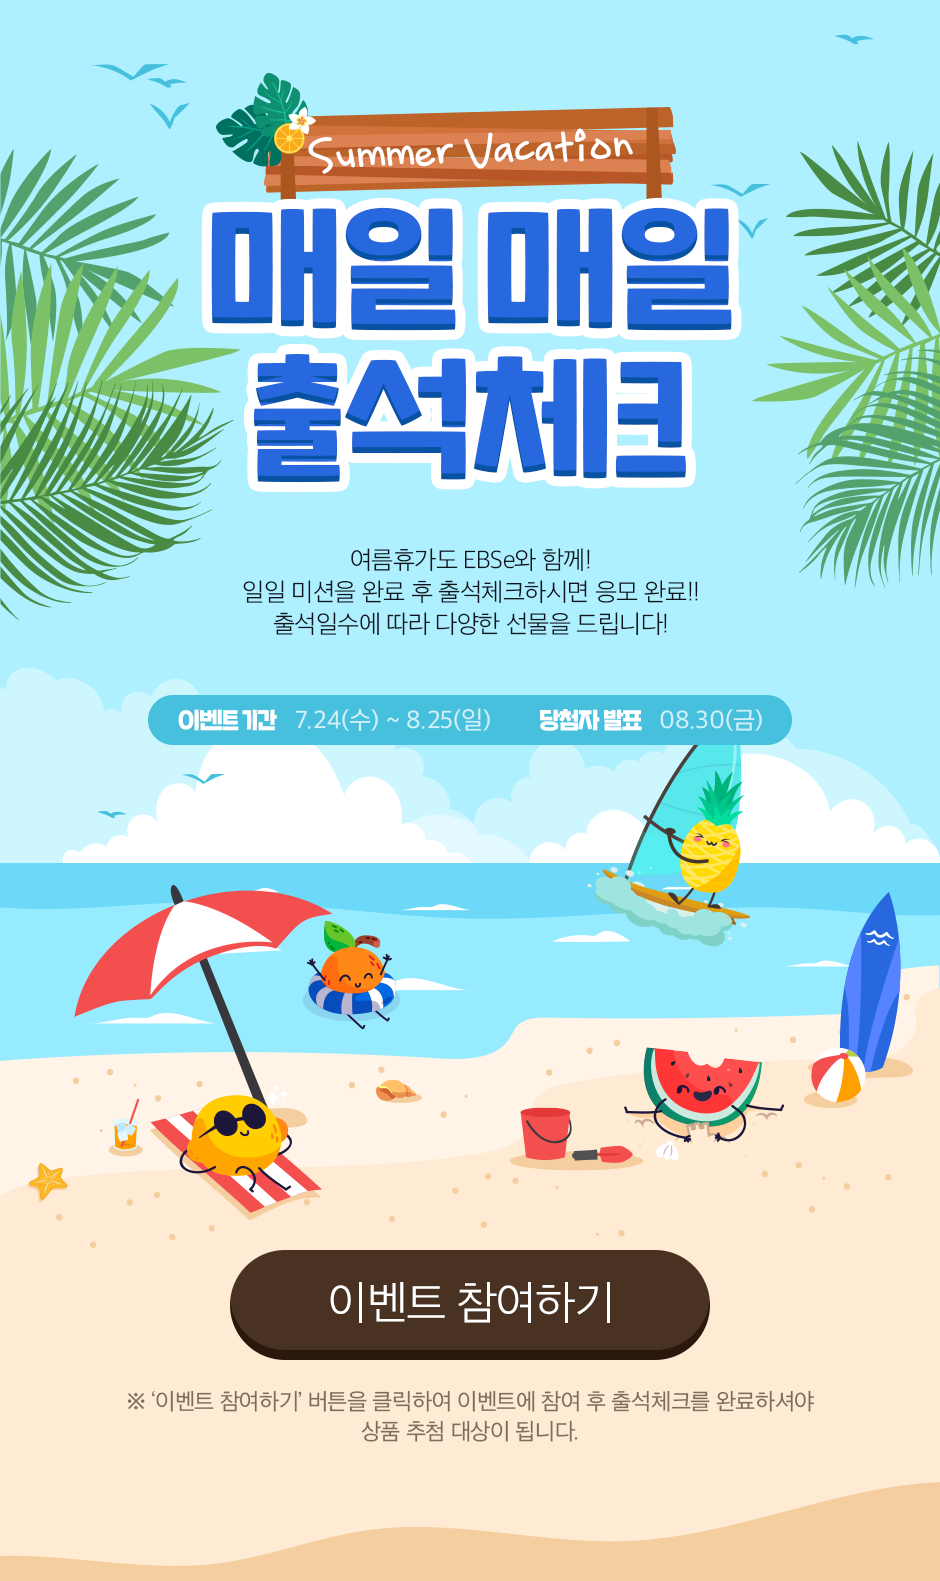 Summer Vacation
매일 매일
출석체크
여름휴가도 EBSe와 함께!
일일 미션을 완료 후 출석체크하시면 응모 완료!!
출석일수에 따라 다양한 선물을 드립니다!
이벤트 기간 7.24(수) ~ 8.25(일) 당첨자 발표 08.30(금)
이벤트 참여하기
※ ‘이벤트 참여하기’ 버튼을 클릭하여 이벤트에 참여 후 출석체크를 완료하셔야
상품 추첨 대상이 됩니다.